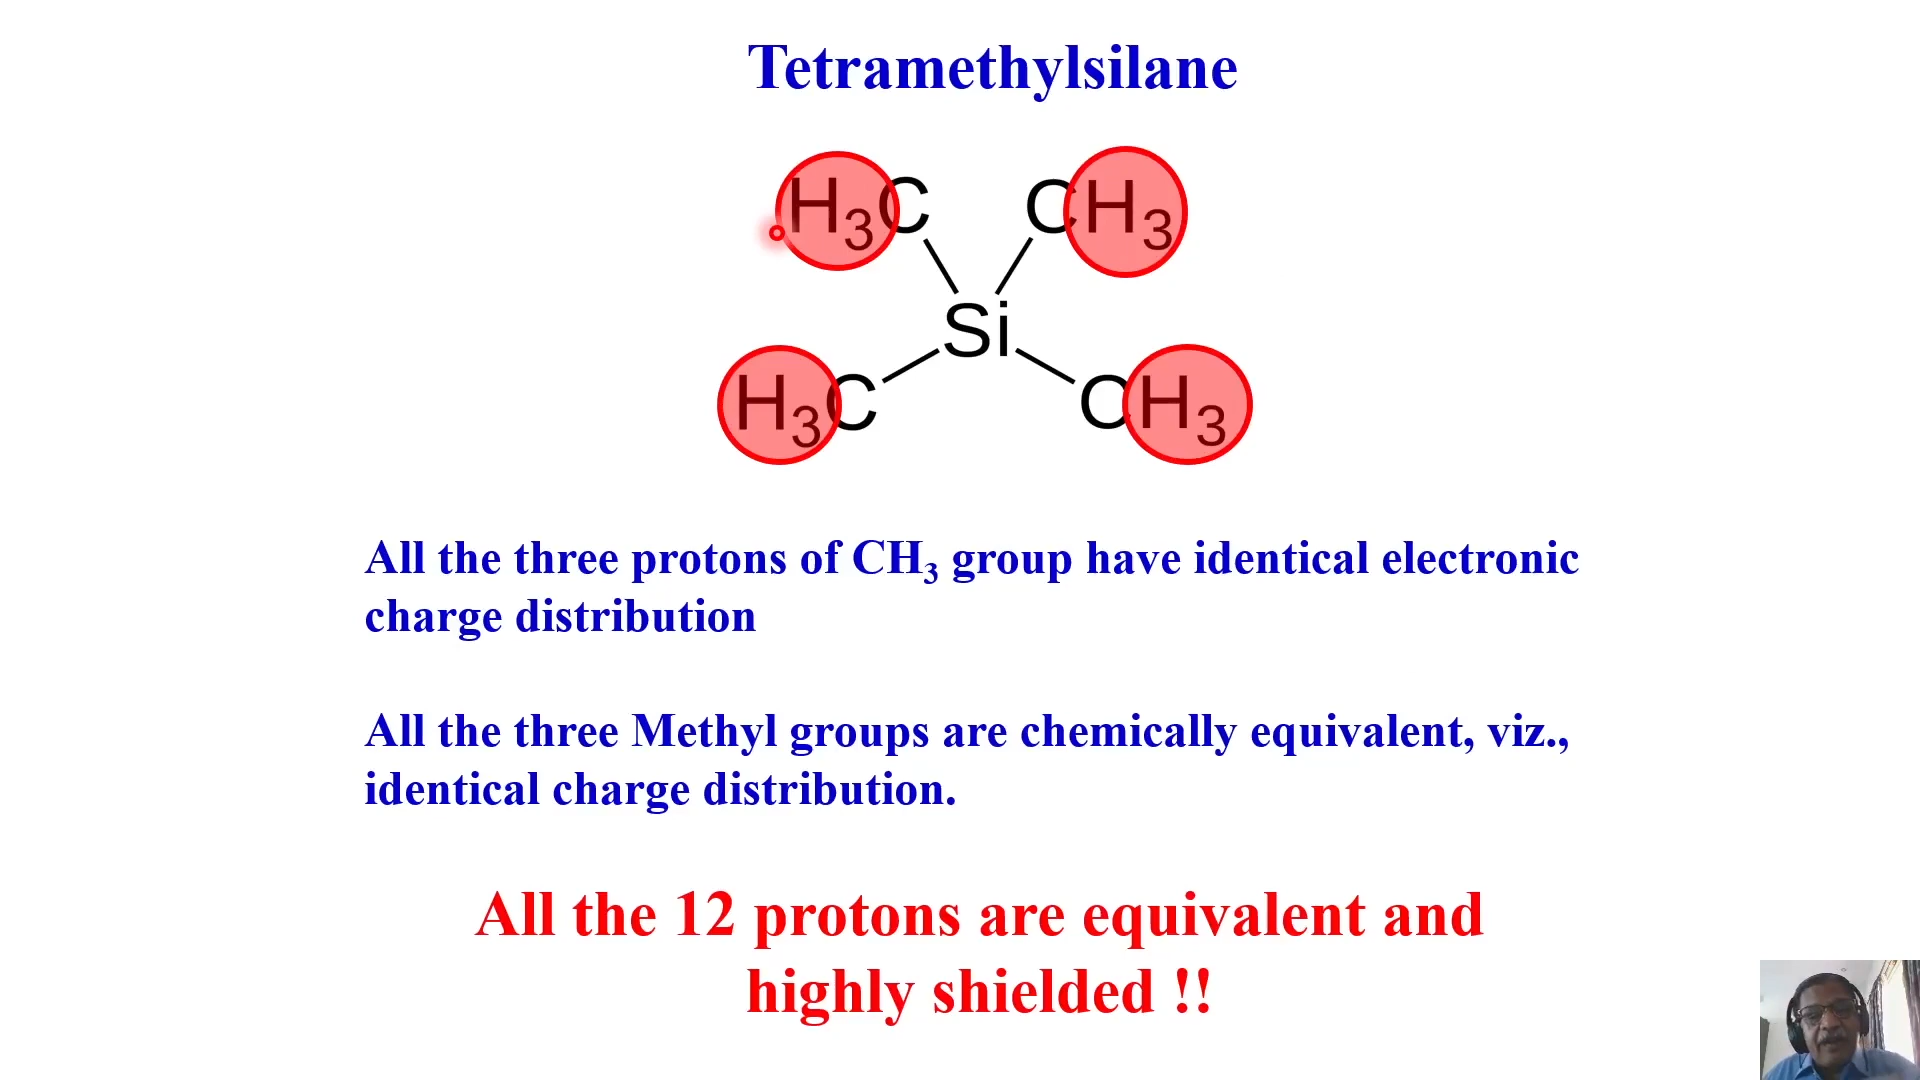 Tetramethylsilane
H₃C CH₃
Si
H₃C CH₃
All the three protons of CH₃ group have identical electronic
charge distribution
All the three Methyl groups are chemically equivalent, viz.,
identical charge distribution.
All the 12 protons are equivalent and
highly shielded !!